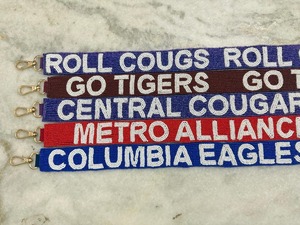 ROLL COUGS ROLL
GO TIGERS GO T
CENTRAL COUGAR
METRO ALLIANCE
COLUMBIA EAGLES